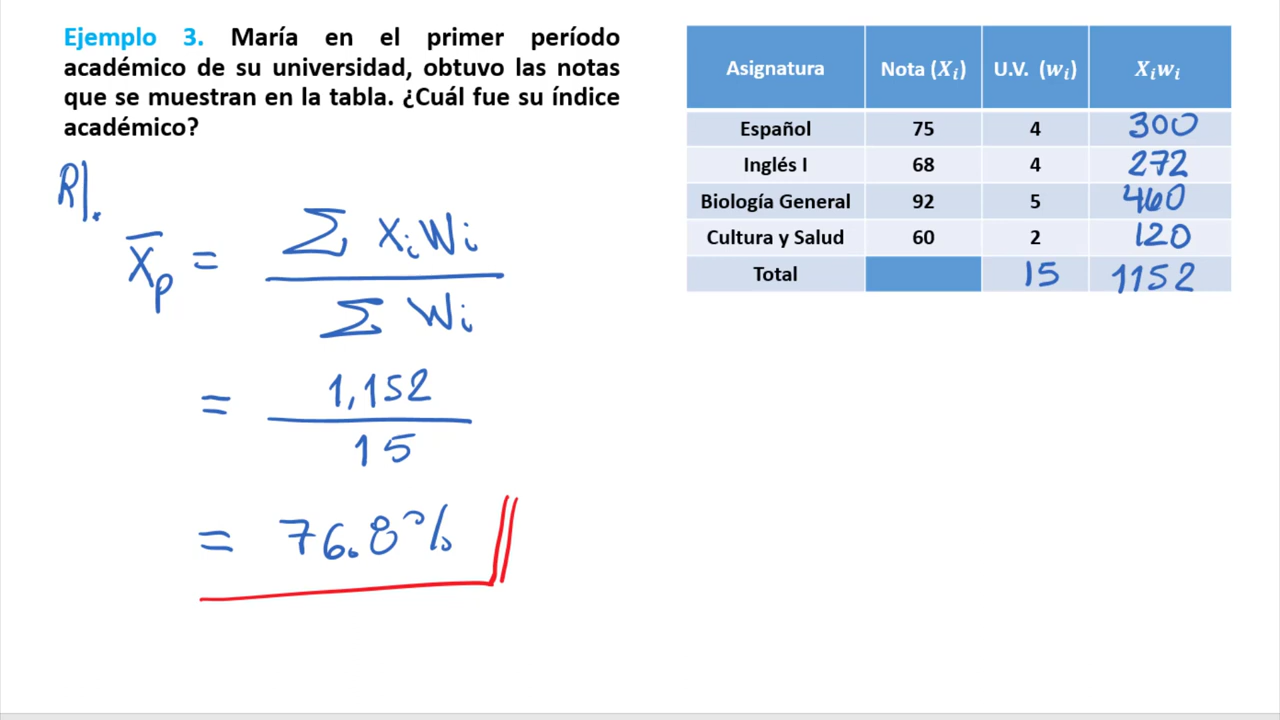 Ejemplo 3. María en el primer período
académico de su universidad, obtuvo las notas
que se muestran en la tabla. ¿Cuál fue su índice
académico?
R|.
X̄p = Σ XiWi / Σ Wi
= 1,152 / 15
= 76.8%
Asignatura Nota (Xi) U.V. (wi) Xiwi
Español 75 4 300
Inglés I 68 4 272
Biología General 92 5 460
Cultura y Salud 60 2 120
Total 15 1152